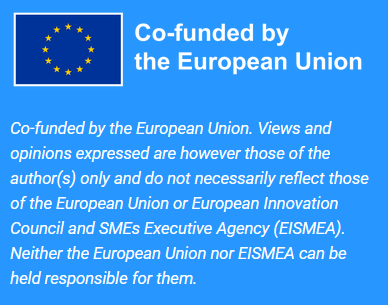 Co-funded by
the European Union
Co-funded by the European Union. Views and
opinions expressed are however those of the
author(s) only and do not necessarily reflect those
of the European Union or European Innovation
Council and SMEs Executive Agency (EISMEA).
Neither the European Union nor EISMEA can be
held responsible for them.